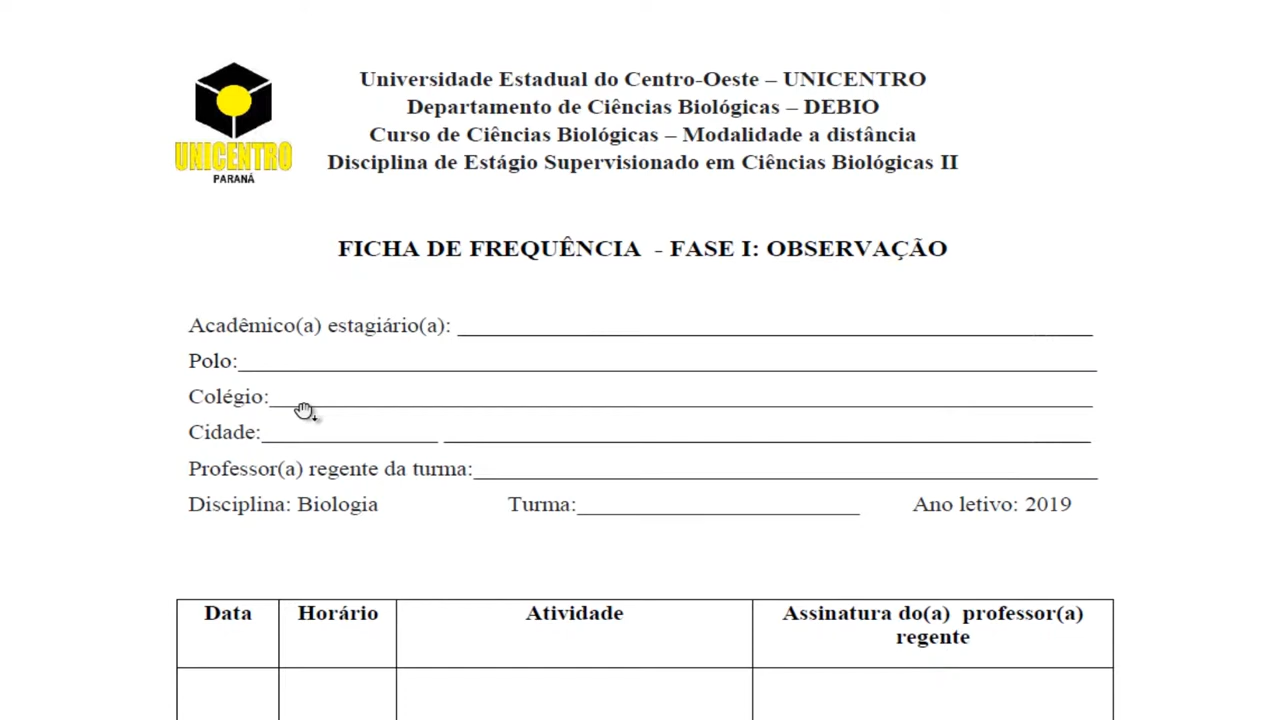 UNICENTRO
PARANÁ
Universidade Estadual do Centro-Oeste – UNICENTRO
Departamento de Ciências Biológicas – DEBIO
Curso de Ciências Biológicas – Modalidade a distância
Disciplina de Estágio Supervisionado em Ciências Biológicas II
FICHA DE FREQUÊNCIA - FASE I: OBSERVAÇÃO
Acadêmico(a) estagiário(a):
Polo:
Colégio:
Cidade:
Professor(a) regente da turma:
Disciplina: Biologia Turma: Ano letivo: 2019
Data Horário Atividade Assinatura do(a) professor(a)
regente